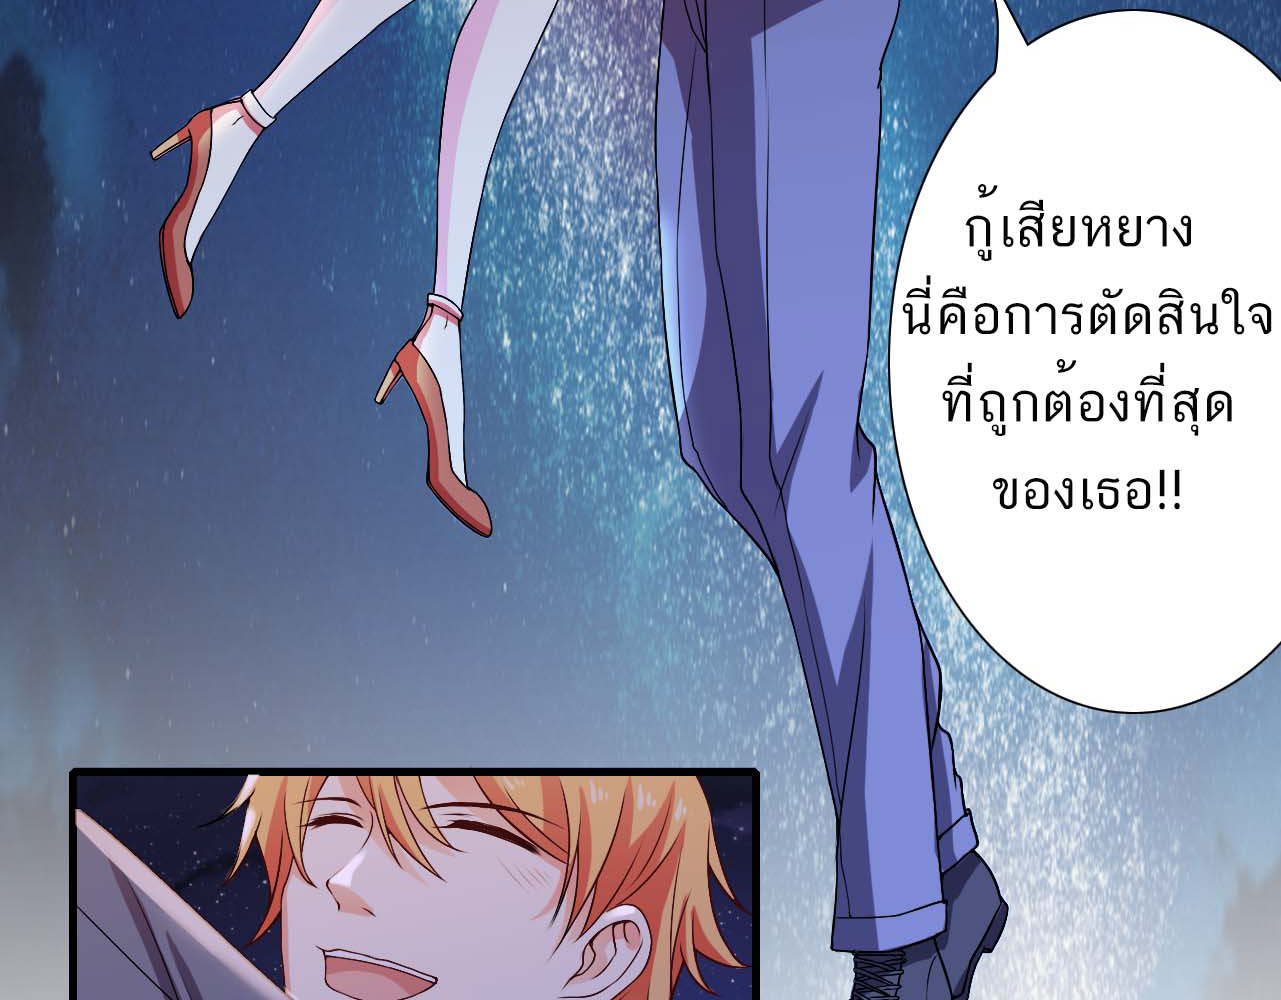 กู้เสียหยาง
นี่คือการตัดสินใจ
ที่ถูกต้องที่สุด
ของเธอ!!